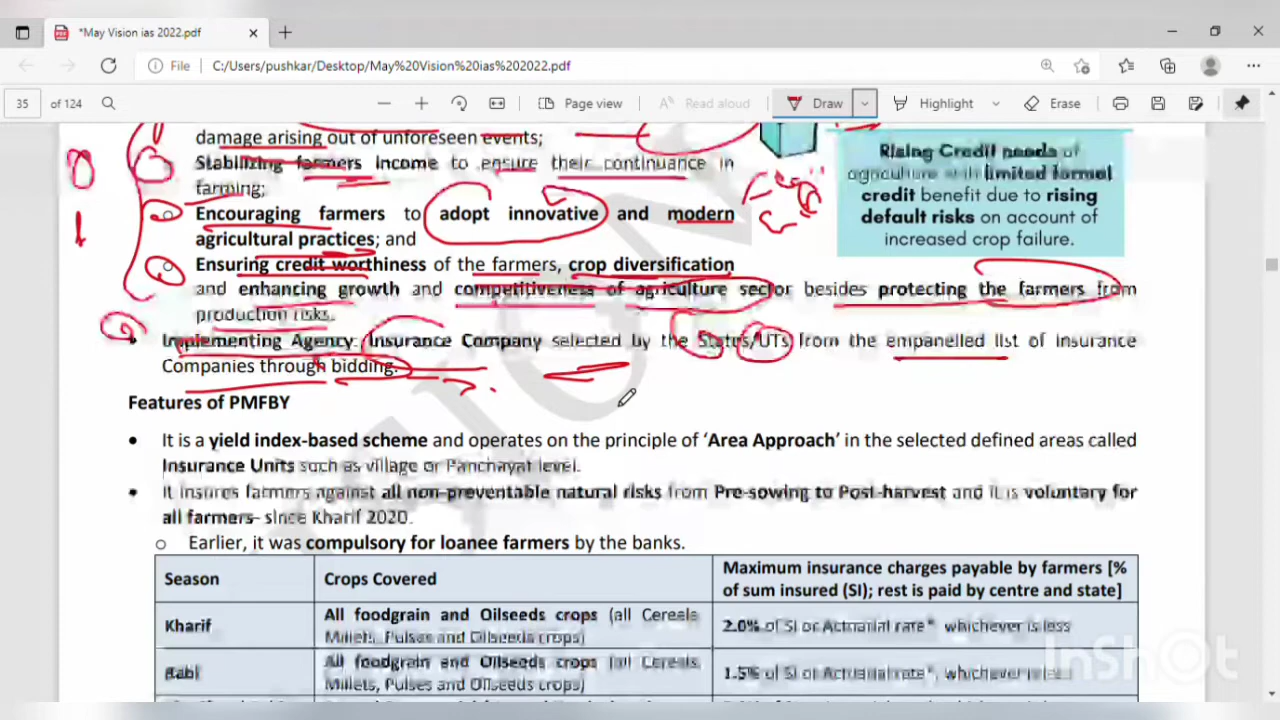 *May Vision ias 2022.pdf
File C:/Users/pushkar/Desktop/May%20Vision%20ias%202022.pdf
35 of 124 Page view Read aloud Draw Highlight Erase
damage arising out of unforeseen events;
Stabilizing farmers income to ensure their continuance in
farming;
Encouraging farmers to adopt innovative and modern
agricultural practices; and
Ensuring credit worthiness of the farmers, crop diversification
and enhancing growth and competitiveness of agriculture sector besides protecting the farmers from
production risks.
Rising Credit needs of
agriculture with limited formal
credit benefit due to rising
default risks on account of
increased crop failure.
Implementing Agency: Insurance Company selected by the States/UTs from the empanelled list of Insurance
Companies through bidding.
Features of PMFBY
• It is a yield index-based scheme and operates on the principle of 'Area Approach' in the selected defined areas called
Insurance Units such as village or Panchayat level.
• It insures farmers against all non-preventable natural risks from Pre-sowing to Post-harvest and it is voluntary for
all farmers- since Kharif 2020.
o Earlier, it was compulsory for loanee farmers by the banks.
Season Crops Covered Maximum insurance charges payable by farmers [%
of sum insured (SI); rest is paid by centre and state]
Kharif All foodgrain and Oilseeds crops (all Cereals
Millets, Pulses and Oilseeds crops) 2.0% of SI or Actuarial rate*, whichever is less
Rabi All foodgrain and Oilseeds crops (all Cereals,
Millets, Pulses and Oilseeds crops) 1.5% of SI or Actuarial rate*, whichever is less
InShOt